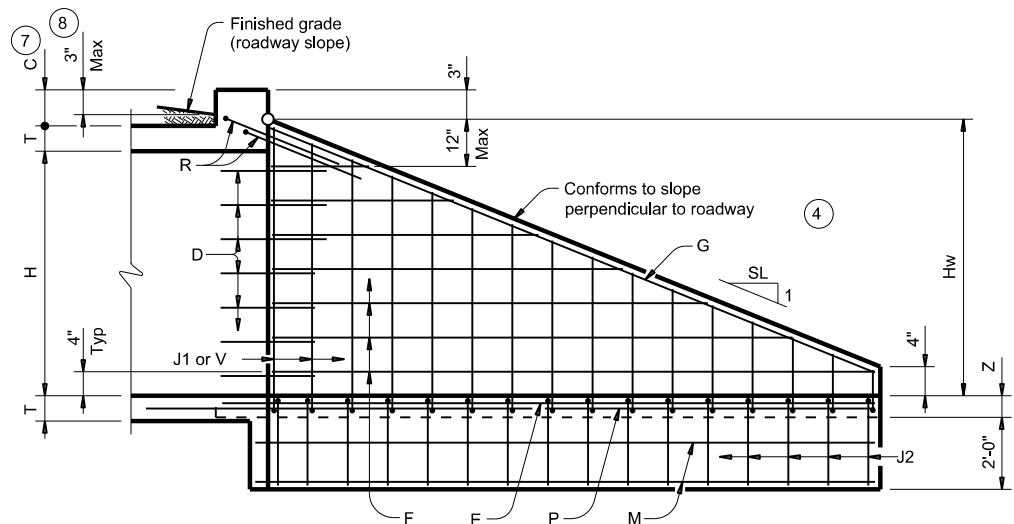 7
8
C
3"
Max
Finished grade
(roadway slope)
3"
12"
Max
T
R
Conforms to slope
perpendicular to roadway
4
D
G
SL
1
H
Hw
4"
Typ
J1 or V
4"
Z
T
J2
2'-0"
F
E
P
M